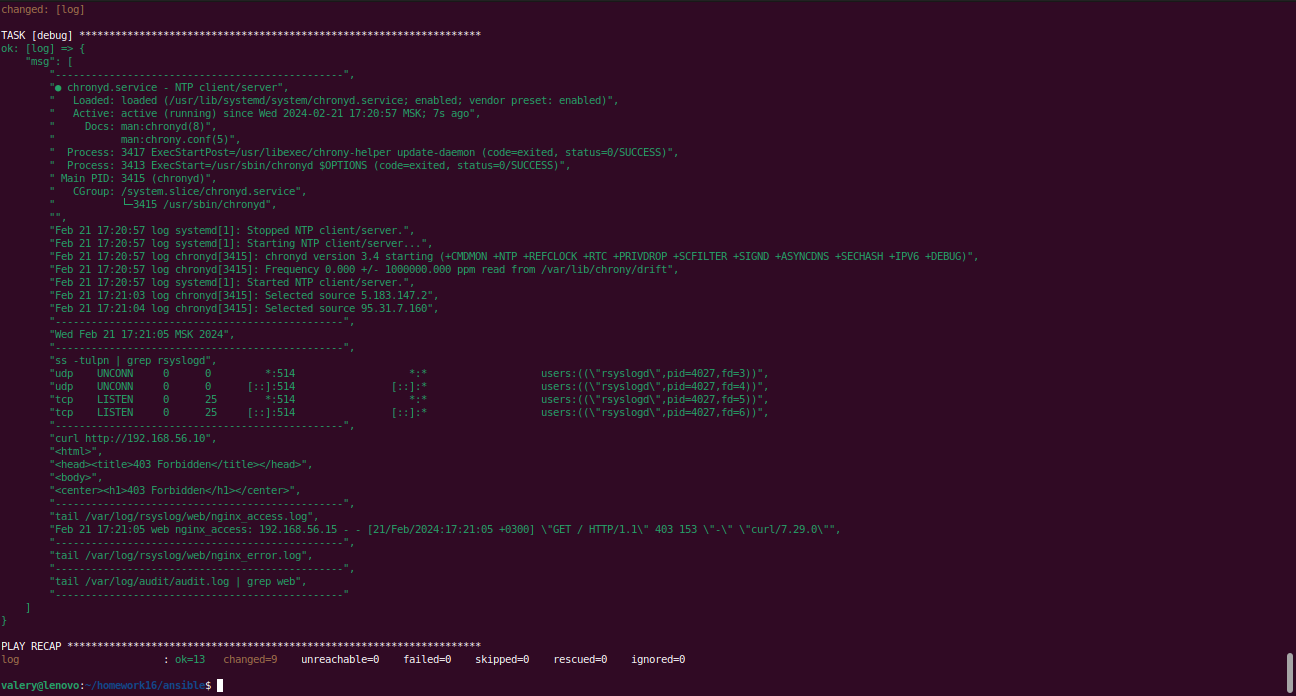 changed: [log]

TASK [debug] *******************************************************************
ok: [log] => {
    "msg": [
        "------------------------------------------------",
        "● chronyd.service - NTP client/server",
        "   Loaded: loaded (/usr/lib/systemd/system/chronyd.service; enabled; vendor preset: enabled)",
        "   Active: active (running) since Wed 2024-02-21 17:20:57 MSK; 7s ago",
        "     Docs: man:chronyd(8)",
        "           man:chrony.conf(5)",
        "  Process: 3417 ExecStartPost=/usr/libexec/chrony-helper update-daemon (code=exited, status=0/SUCCESS)",
        "  Process: 3413 ExecStart=/usr/sbin/chronyd $OPTIONS (code=exited, status=0/SUCCESS)",
        " Main PID: 3415 (chronyd)",
        "   CGroup: /system.slice/chronyd.service",
        "           └─3415 /usr/sbin/chronyd",
        "",
        "Feb 21 17:20:57 log systemd[1]: Stopped NTP client/server.",
        "Feb 21 17:20:57 log systemd[1]: Starting NTP client/server...",
        "Feb 21 17:20:57 log chronyd[3415]: chronyd version 3.4 starting (+CMDMON +NTP +REFCLOCK +RTC +PRIVDROP +SCFILTER +SIGND +ASYNCDNS +SECHASH +IPV6 +DEBUG)",
        "Feb 21 17:20:57 log chronyd[3415]: Frequency 0.000 +/- 1000000.000 ppm read from /var/lib/chrony/drift",
        "Feb 21 17:20:57 log systemd[1]: Started NTP client/server.",
        "Feb 21 17:21:03 log chronyd[3415]: Selected source 5.183.147.2",
        "Feb 21 17:21:04 log chronyd[3415]: Selected source 95.31.7.160",
        "------------------------------------------------",
        "Wed Feb 21 17:21:05 MSK 2024",
        "------------------------------------------------",
        "ss -tulpn | grep rsyslogd",
        "udp    UNCONN     0      0         *:514                   *:*                   users:((\"rsyslogd\",pid=4027,fd=3))",
        "udp    UNCONN     0      0      [::]:514                [::]:*                   users:((\"rsyslogd\",pid=4027,fd=4))",
        "tcp    LISTEN     0      25        *:514                   *:*                   users:((\"rsyslogd\",pid=4027,fd=5))",
        "tcp    LISTEN     0      25     [::]:514                [::]:*                   users:((\"rsyslogd\",pid=4027,fd=6))",
        "------------------------------------------------",
        "curl http://192.168.56.10",
        "<html>",
        "<head><title>403 Forbidden</title></head>",
        "<body>",
        "<center><h1>403 Forbidden</h1></center>",
        "------------------------------------------------",
        "tail /var/log/rsyslog/web/nginx_access.log",
        "Feb 21 17:21:05 web nginx_access: 192.168.56.15 - - [21/Feb/2024:17:21:05 +0300] \"GET / HTTP/1.1\" 403 153 \"-\" \"curl/7.29.0\"",
        "------------------------------------------------",
        "tail /var/log/rsyslog/web/nginx_error.log",
        "------------------------------------------------",
        "tail /var/log/audit/audit.log | grep web",
        "------------------------------------------------"
    ]
}

PLAY RECAP *********************************************************************
log                        : ok=13   changed=9    unreachable=0    failed=0    skipped=0    rescued=0    ignored=0

valery@lenovo:~/homework16/ansible$